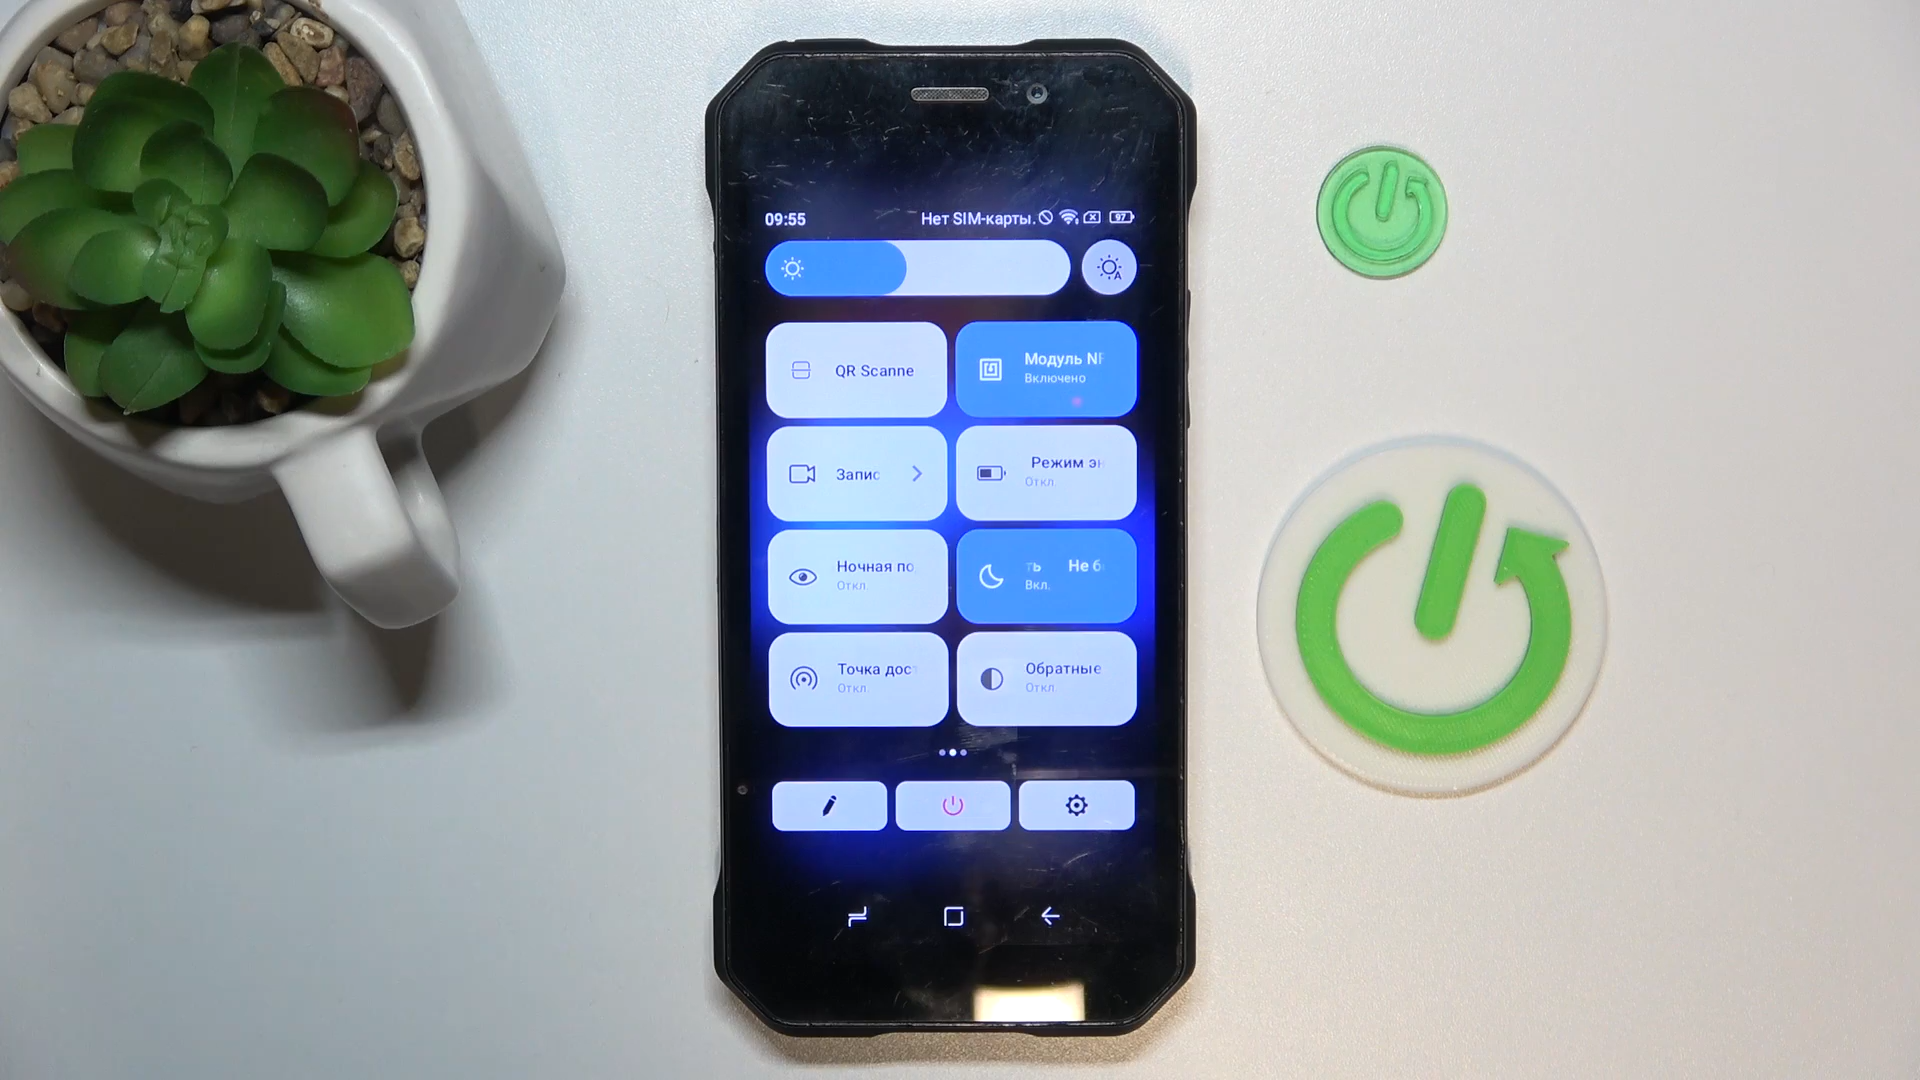 09:55 Нет SIM-карты. 97
QR Scanne
Модуль NF
Включено
Запис
Режим эн
Откл.
Ночная по
Откл.
ть Не б
Вкл.
Точка дос
Откл.
Обратные
Откл.